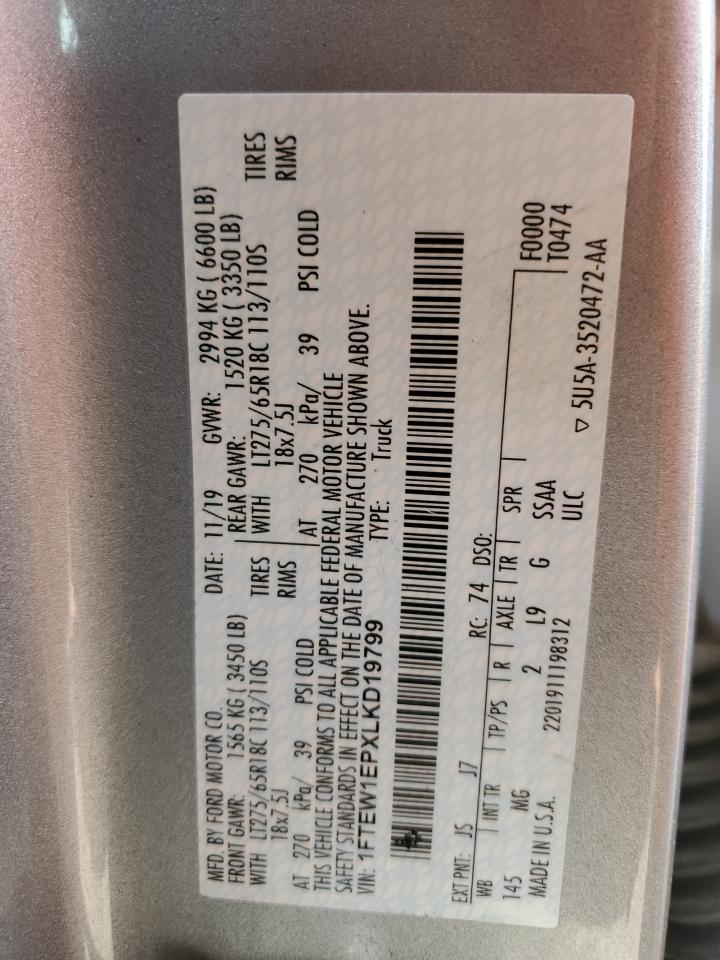 MFD. BY FORD MOTOR CO.
DATE: 11/19 GVWR: 2994 KG ( 6600 LB)
FRONT GAWR: 1565 KG ( 3450 LB)
REAR GAWR: 1520 KG ( 3350 LB)
WITH LT275/65R18C 113/110S TIRES
WITH LT275/65R18C 113/110S TIRES
18x7.5J RIMS
18x7.5J RIMS
AT 270 kPa/ 39 PSI COLD
AT 270 kPa/ 39 PSI COLD
THIS VEHICLE CONFORMS TO ALL APPLICABLE FEDERAL MOTOR VEHICLE
SAFETY STANDARDS IN EFFECT ON THE DATE OF MANUFACTURE SHOWN ABOVE.
VIN: 1FTEW1EPXLKD19799 TYPE: Truck
EXT PNT: JS J7 RC: 74 DSO:
WB INT TR TP/PS R AXLE TR SPR F0000
145 MG 2 L9 G SSAA T0474
MADE IN U.S.A. 2201911198312 ULC
▽ 5U5A-3520472-AA